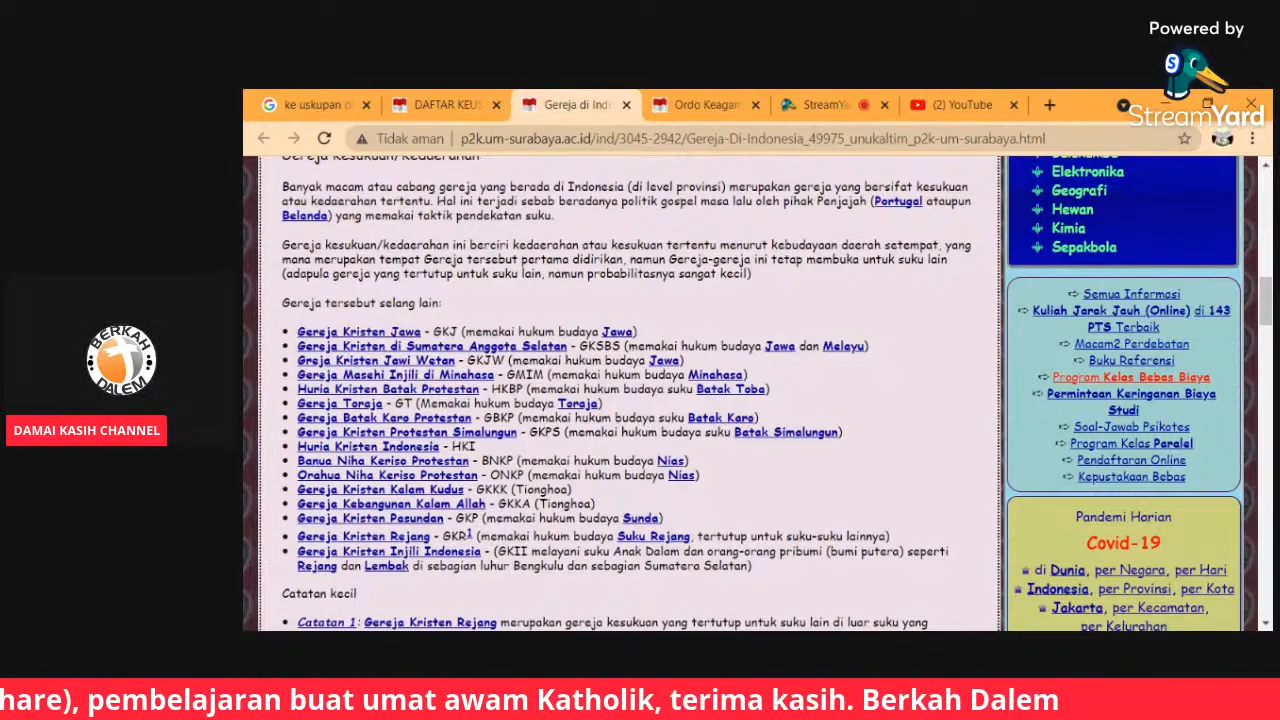 Powered by
StreamYard
ke uskupan d
DAFTAR KEUS
Gereja di Ind
Ordo Keagam
StreamYa
(2) YouTube
Tidak aman | p2k.um-surabaya.ac.id/ind/3045-2942/Gereja-Di-Indonesia_49975_unukaltim_p2k-um-surabaya.html
Gereja Kesukuan/Kedaerahan
Banyak macam atau cabang gereja yang berada di Indonesia (di level provinsi) merupakan gereja yang bersifat kesukuan
atau kedaerahan tertentu. Hal ini terjadi sebab beradanya politik gospel masa lalu oleh pihak Penjajah (Portugal ataupun
Belanda) yang memakai taktik pendekatan suku.
Gereja kesukuan/kedaerahan ini berciri kedaerahan atau kesukuan tertentu menurut kebudayaan daerah setempat, yang
mana merupakan tempat Gereja tersebut pertama didirikan, namun Gereja-gereja ini tetap membuka untuk suku lain
(adapula gereja yang tertutup untuk suku lain, namun probabilitasnya sangat kecil)
Gereja tersebut selang lain:
• Gereja Kristen Jawa - GKJ (memakai hukum budaya Jawa)
• Gereja Kristen di Sumatera Anggota Selatan - GKSBS (memakai hukum budaya Jawa dan Melayu)
• Greja Kristen Jawi Wetan - GKJW (memakai hukum budaya Jawa)
• Gereja Masehi Injili di Minahasa - GMIM (memakai hukum budaya Minahasa)
• Huria Kristen Batak Protestan - HKBP (memakai hukum budaya suku Batak Toba)
• Gereja Toraja - GT (Memakai hukum budaya Toraja)
• Gereja Batak Karo Protestan - GBKP (memakai hukum budaya suku Batak Karo)
• Gereja Kristen Protestan Simalungun - GKPS (memakai hukum budaya suku Batak Simalungun)
• Huria Kristen Indonesia - HKI
• Banua Niha Keriso Protestan - BNKP (memakai hukum budaya Nias)
• Orahua Niha Keriso Protestan - ONKP (memakai hukum budaya Nias)
• Gereja Kristen Kalam Kudus - GKKK (Tionghoa)
• Gereja Kebangunan Kalam Allah - GKKA (Tionghoa)
• Gereja Kristen Pasundan - GKP (memakai hukum budaya Sunda)
• Gereja Kristen Rejang - GKR1 (memakai hukum budaya Suku Rejang, tertutup untuk suku-suku lainnya)
• Gereja Kristen Injili Indonesia - (GKII melayani suku Anak Dalam dan orang-orang pribumi (bumi putera) seperti
Rejang dan Lembak di sebagian luhur Bengkulu dan sebagian Sumatera Selatan)
Catatan kecil
• Catatan 1: Gereja Kristen Rejang merupakan gereja kesukuan yang tertutup untuk suku lain di luar suku yang
Elektronika
Geografi
Hewan
Kimia
Sepakbola
Semua Informasi
Kuliah Jarak Jauh (Online) di 143
PTS Terbaik
Macam2 Perdebatan
Buku Referensi
Program Kelas Bebas Biaya
Permintaan Keringanan Biaya
Studi
Soal-Jawab Psikotes
Program Kelas Paralel
Pendaftaran Online
Kepustakaan Bebas
Pandemi Harian
Covid-19
di Dunia, per Negara, per Hari
Indonesia, per Provinsi, per Kota
Jakarta, per Kecamatan,
per Kelurahan
BERKAH
DALEM
DAMAI KASIH CHANNEL
hare), pembelajaran buat umat awam Katholik, terima kasih. Berkah Dalem